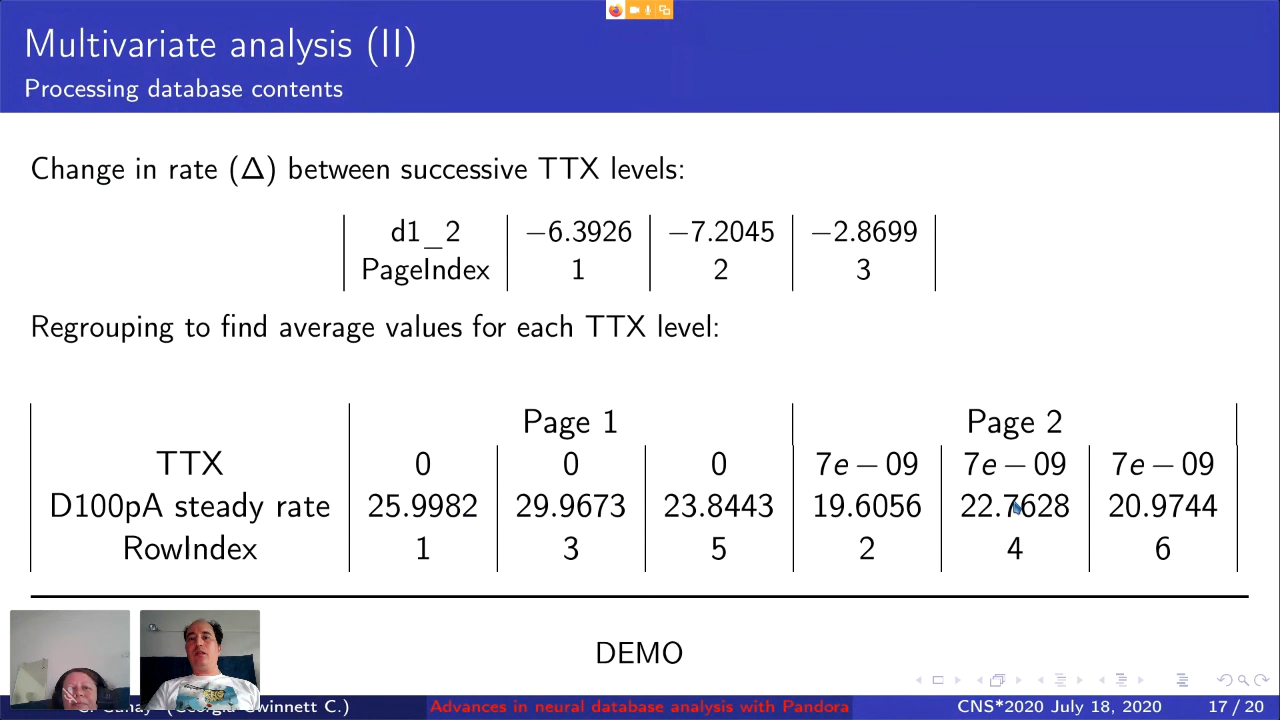 Multivariate analysis (II)
Processing database contents
Change in rate (Δ) between successive TTX levels:
d1_2 −6.3926 −7.2045 −2.8699
PageIndex 1 2 3
Regrouping to find average values for each TTX level:
Page 1 Page 2
TTX 0 0 0 7e − 09 7e − 09 7e − 09
D100pA steady rate 25.9982 29.9673 23.8443 19.6056 22.7628 20.9744
RowIndex 1 3 5 2 4 6
DEMO
C.) Advances in neural database analysis with Pandora CNS*2020 July 18, 2020 17 / 20